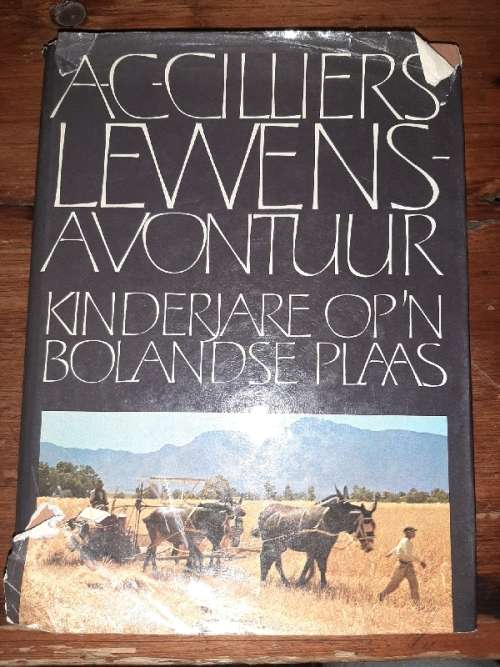 A-C-CILLIERS
LEWENS-
AVONTUUR
KINDERJARE OP 'N
BOLANDSE PLAAS